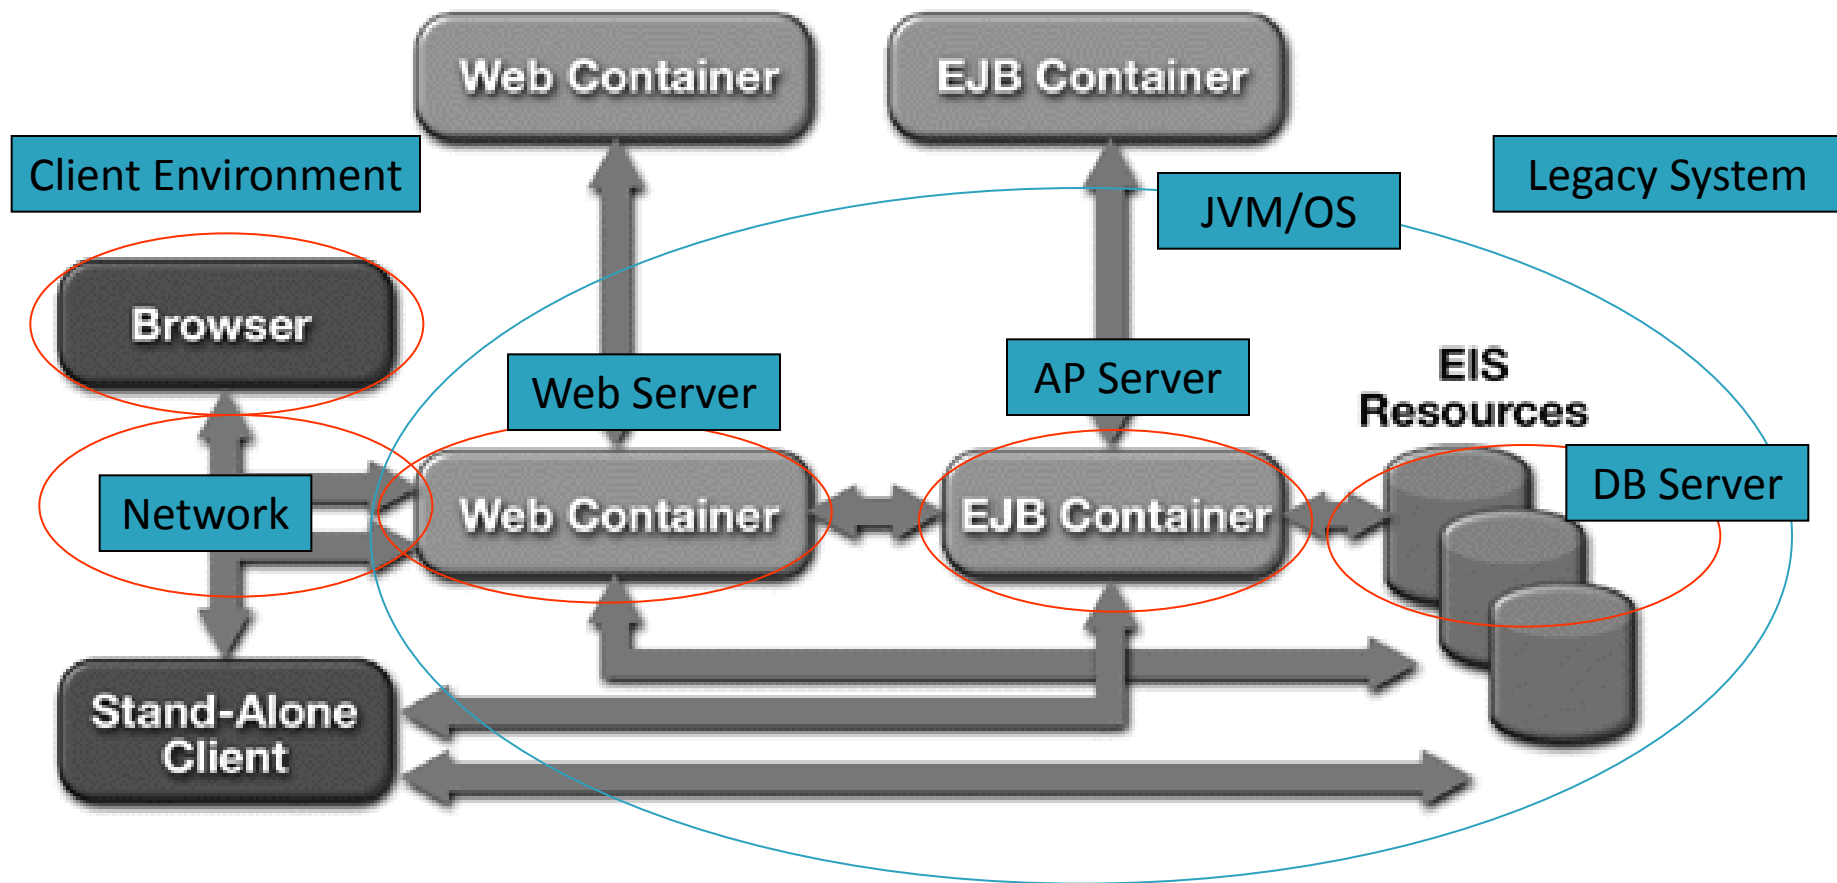 Web Container
EJB Container
Client Environment
Legacy System
JVM/OS
Browser
Web Server
AP Server
EIS
Resources
Network
Web Container
EJB Container
DB Server
Stand-Alone
Client